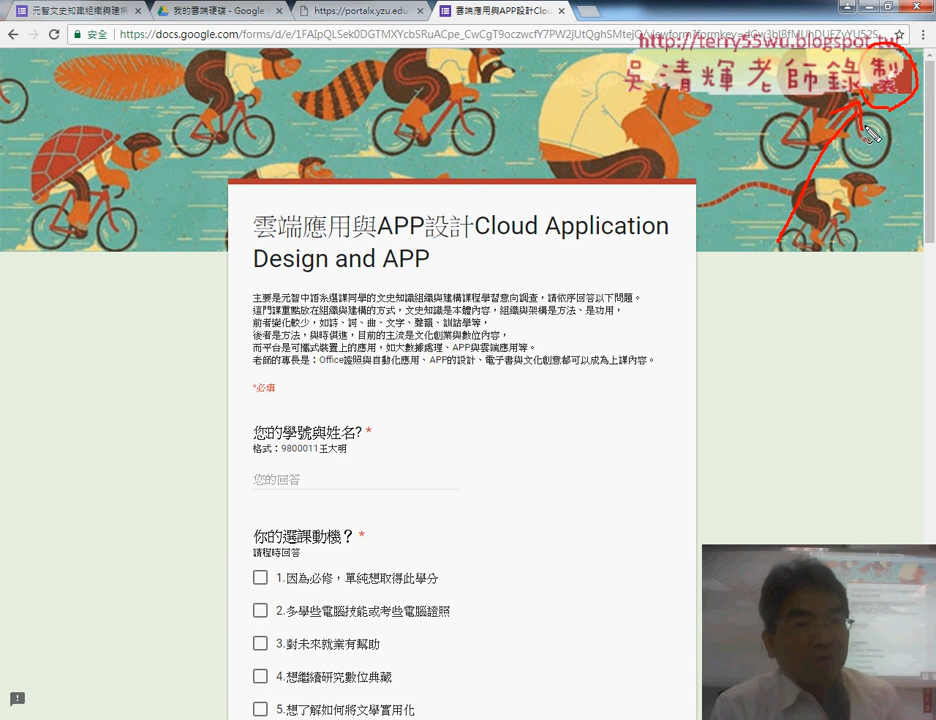 元智文史知識組織與建構
我的雲端硬碟 - Google
https://portalx.yzu.edu
雲端應用與APP設計Clou
安全
https://docs.google.com/forms/d/e/1FAIpQLSek0DGTMXYcbSRuACpe_CwCgT9oczwcfY7PW2jUtQghSMteJQ/viewform?formkey=dGw3blBfMUhDUFZyYU52S
http://terry55wu.blogspot.tw
吳清輝老師錄製
雲端應用與APP設計Cloud Application
Design and APP
主要是元智中語系選課同學的文史知識組織與建構課程學習意向調查，請依序回答以下問題。
這門課重點放在組織與建構的方式，文史知識是本體內容，組織與架構是方法、是功用，
前者變化較少，如詩、詞、曲、文字、聲韻、訓詁學等，
後者是方法，與時俱進，目前的主流是文化創業與數位內容，
而平台是可攜式裝置上的應用，如大數據處理、APP與雲端應用等。
老師的專長是：Office證照與自動化應用、APP的設計、電子書與文化創意都可以成為上課內容。
*必填
您的學號與姓名? *
格式：9800011王大明
您的回答
你的選課動機？ *
請程時回答
1.因為必修，單純想取得此學分
2.多學些電腦技能或考些電腦證照
3.對未來就業有幫助
4.想繼續研究數位典藏
5.想了解如何將文學實用化